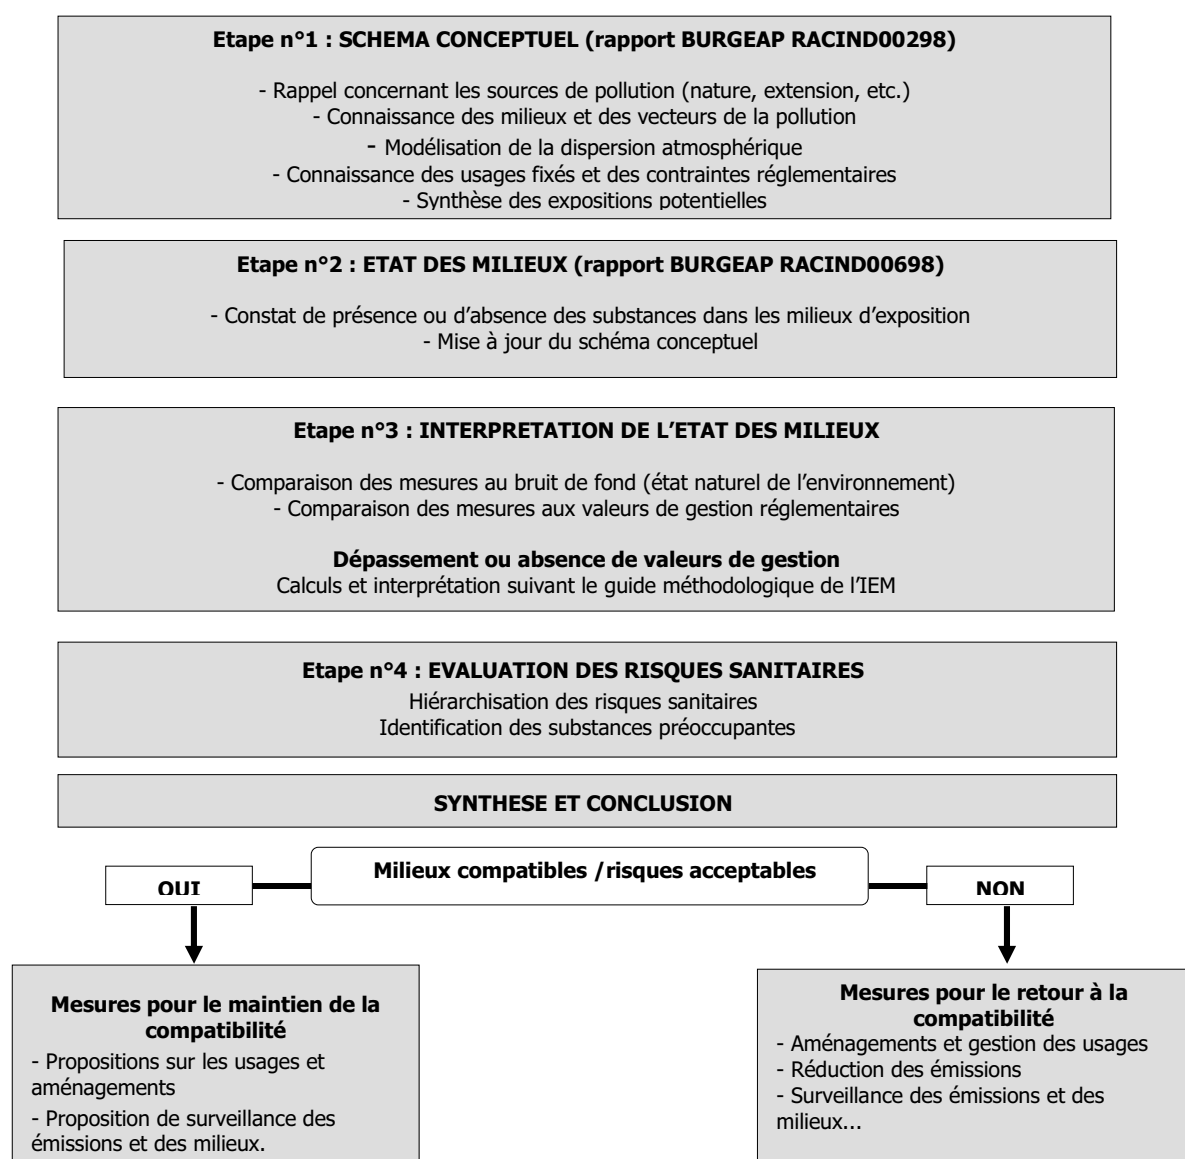 Etape n°1 : SCHEMA CONCEPTUEL (rapport BURGEAP RACIND00298)
- Rappel concernant les sources de pollution (nature, extension, etc.)
- Connaissance des milieux et des vecteurs de la pollution
- Modélisation de la dispersion atmosphérique
- Connaissance des usages fixés et des contraintes réglementaires
- Synthèse des expositions potentielles
Etape n°2 : ETAT DES MILIEUX (rapport BURGEAP RACIND00698)
- Constat de présence ou d'absence des substances dans les milieux d'exposition
- Mise à jour du schéma conceptuel
Etape n°3 : INTERPRETATION DE L'ETAT DES MILIEUX
- Comparaison des mesures au bruit de fond (état naturel de l'environnement)
- Comparaison des mesures aux valeurs de gestion réglementaires
Dépassement ou absence de valeurs de gestion
Calculs et interprétation suivant le guide méthodologique de l'IEM
Etape n°4 : EVALUATION DES RISQUES SANITAIRES
Hiérarchisation des risques sanitaires
Identification des substances préoccupantes
SYNTHESE ET CONCLUSION
Milieux compatibles /risques acceptables
OUI
NON
Mesures pour le maintien de la
compatibilité
- Propositions sur les usages et
aménagements
- Proposition de surveillance des
émissions et des milieux.
Mesures pour le retour à la
compatibilité
- Aménagements et gestion des usages
- Réduction des émissions
- Surveillance des émissions et des
milieux...